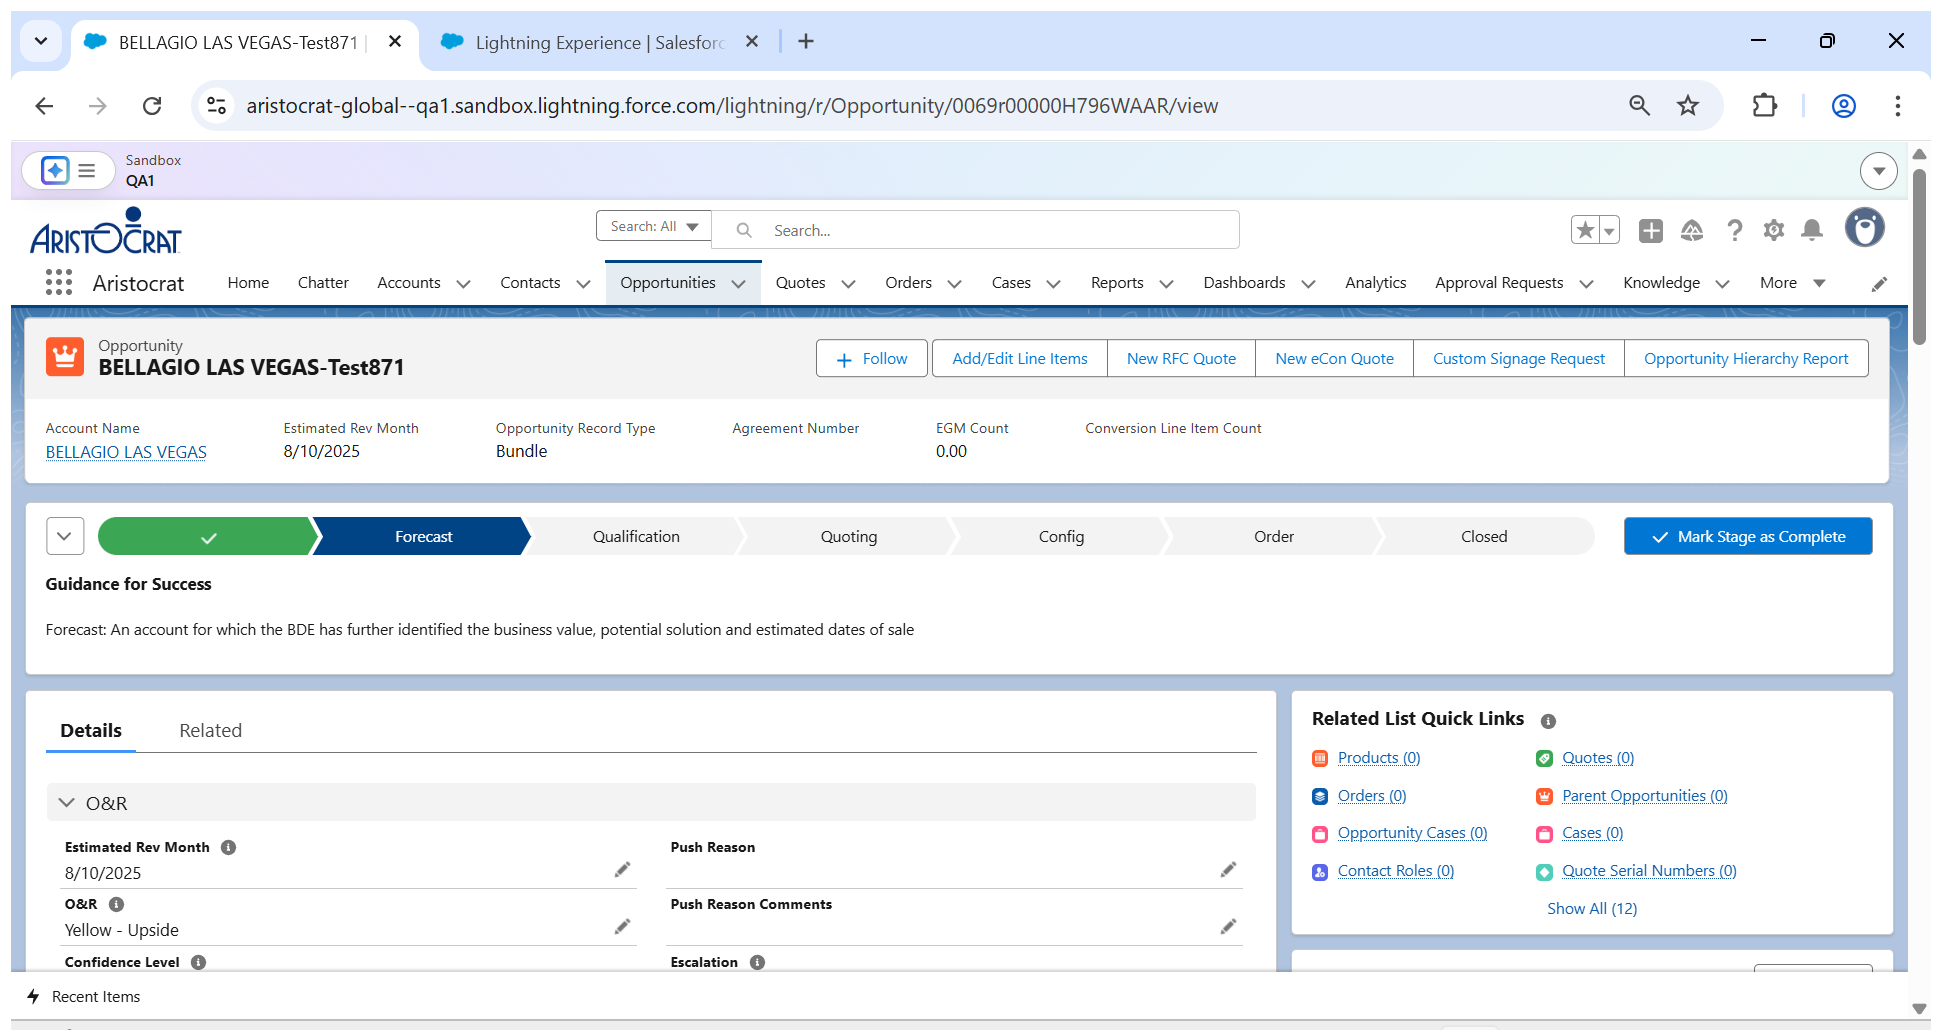 BELLAGIO LAS VEGAS-Test871
Lightning Experience | Salesforc
aristocrat-global--qa1.sandbox.lightning.force.com/lightning/r/Opportunity/0069r00000H796WAAR/view
Sandbox
QA1
ARISTOCRAT
Search: All
Search...
Aristocrat
Home
Chatter
Accounts
Contacts
Opportunities
Quotes
Orders
Cases
Reports
Dashboards
Analytics
Approval Requests
Knowledge
More
Opportunity
BELLAGIO LAS VEGAS-Test871
Follow
Add/Edit Line Items
New RFC Quote
New eCon Quote
Custom Signage Request
Opportunity Hierarchy Report
Account Name
BELLAGIO LAS VEGAS
Estimated Rev Month
8/10/2025
Opportunity Record Type
Bundle
Agreement Number
EGM Count
0.00
Conversion Line Item Count
Forecast
Qualification
Quoting
Config
Order
Closed
Mark Stage as Complete
Guidance for Success
Forecast: An account for which the BDE has further identified the business value, potential solution and estimated dates of sale
Details
Related
O&R
Estimated Rev Month
8/10/2025
Push Reason
O&R
Yellow - Upside
Push Reason Comments
Confidence Level
Escalation
Related List Quick Links
Products (0)
Quotes (0)
Orders (0)
Parent Opportunities (0)
Opportunity Cases (0)
Cases (0)
Contact Roles (0)
Quote Serial Numbers (0)
Show All (12)
Recent Items